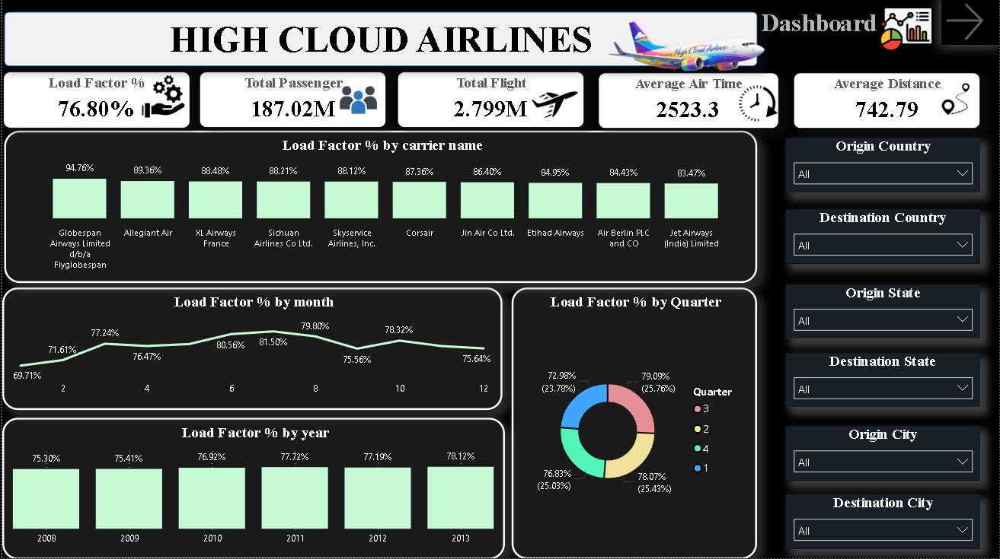 HIGH CLOUD AIRLINES
High Cloud Airlines
Dashboard
Load Factor %
76.80%
Total Passenger
187.02M
Total Flight
2.799M
Average Air Time
2523.3
Average Distance
742.79
Load Factor % by carrier name
94.76%
89.36%
88.48%
88.21%
88.12%
87.36%
86.40%
84.95%
84.43%
83.47%
Globespan
Airways Limited
d/b/a
Flyglobespan
Allegiant Air
XL Airways
France
Sichuan
Airlines Co Ltd.
Skyservice
Airlines, Inc.
Corsair
Jin Air Co Ltd.
Etihad Airways
Air Berlin PLC
and CO
Jet Airways
(India) Limited
Load Factor % by month
69.71%
71.61%
77.24%
76.47%
80.56%
81.50%
79.80%
75.56%
78.32%
75.64%
2
4
6
8
10
12
Load Factor % by year
75.30%
75.41%
76.92%
77.72%
77.19%
78.12%
2008
2009
2010
2011
2012
2013
Load Factor % by Quarter
72.98%
(23.78%)
79.09%
(25.76%)
76.83%
(25.03%)
78.07%
(25.43%)
Quarter
3
2
4
1
Origin Country
All
Destination Country
All
Origin State
All
Destination State
All
Origin City
All
Destination City
All